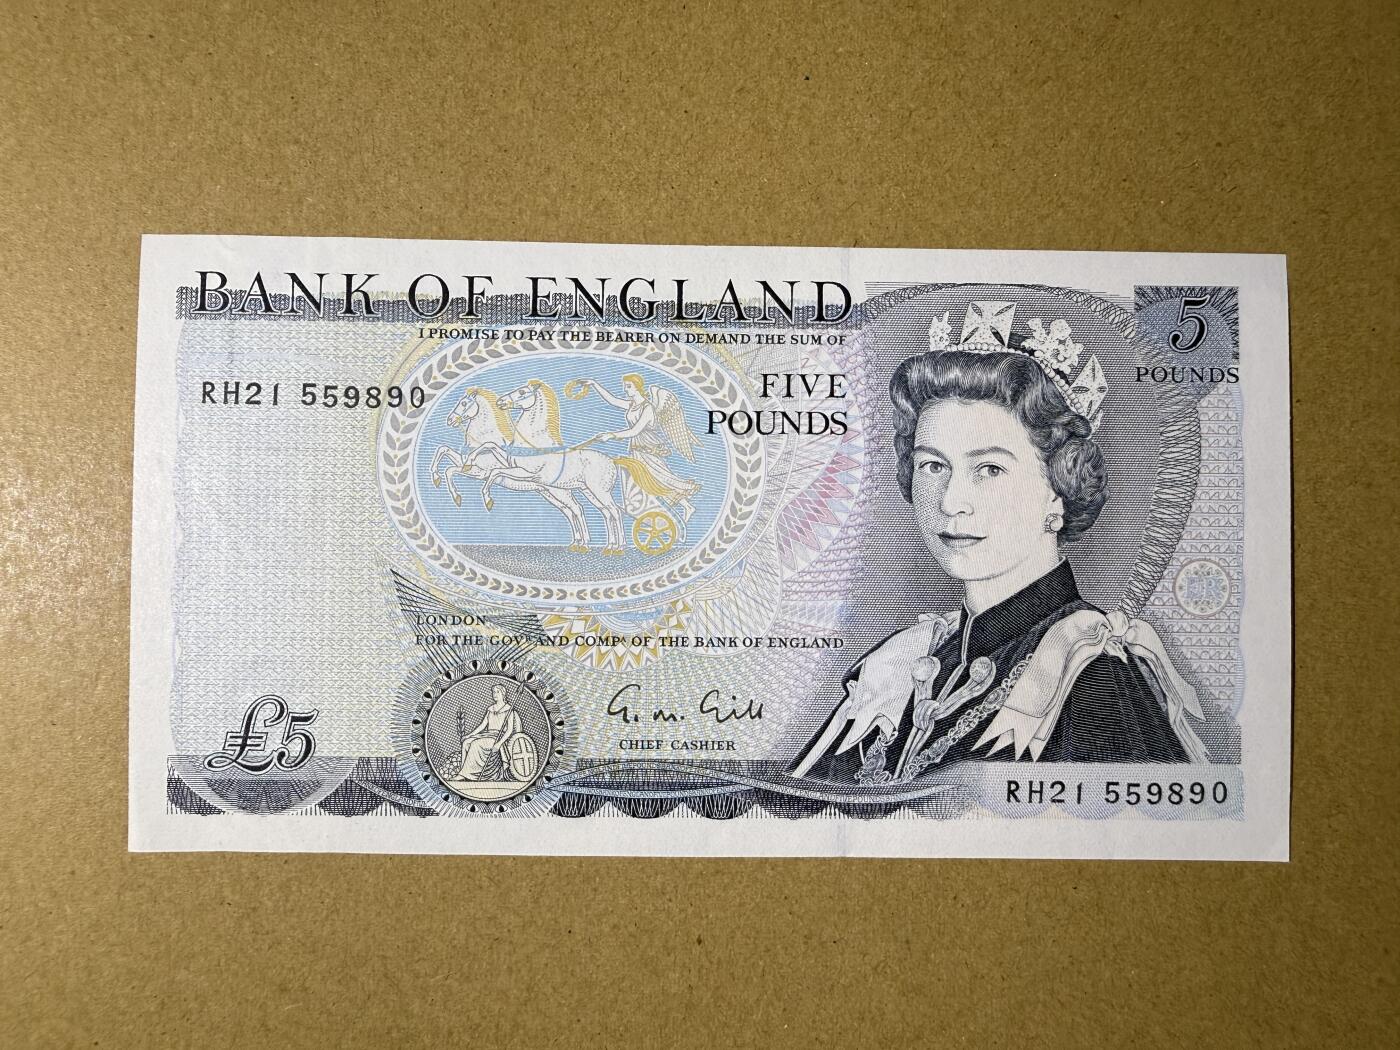 BANK OF ENGLAND
I PROMISE TO PAY THE BEARER ON DEMAND THE SUM OF
5
POUNDS
RH21 559890
FIVE
POUNDS
LONDON
FOR THE GOVR AND COMPA OF THE BANK OF ENGLAND
G. M. Gill
CHIEF CASHIER
£5
RH21 559890